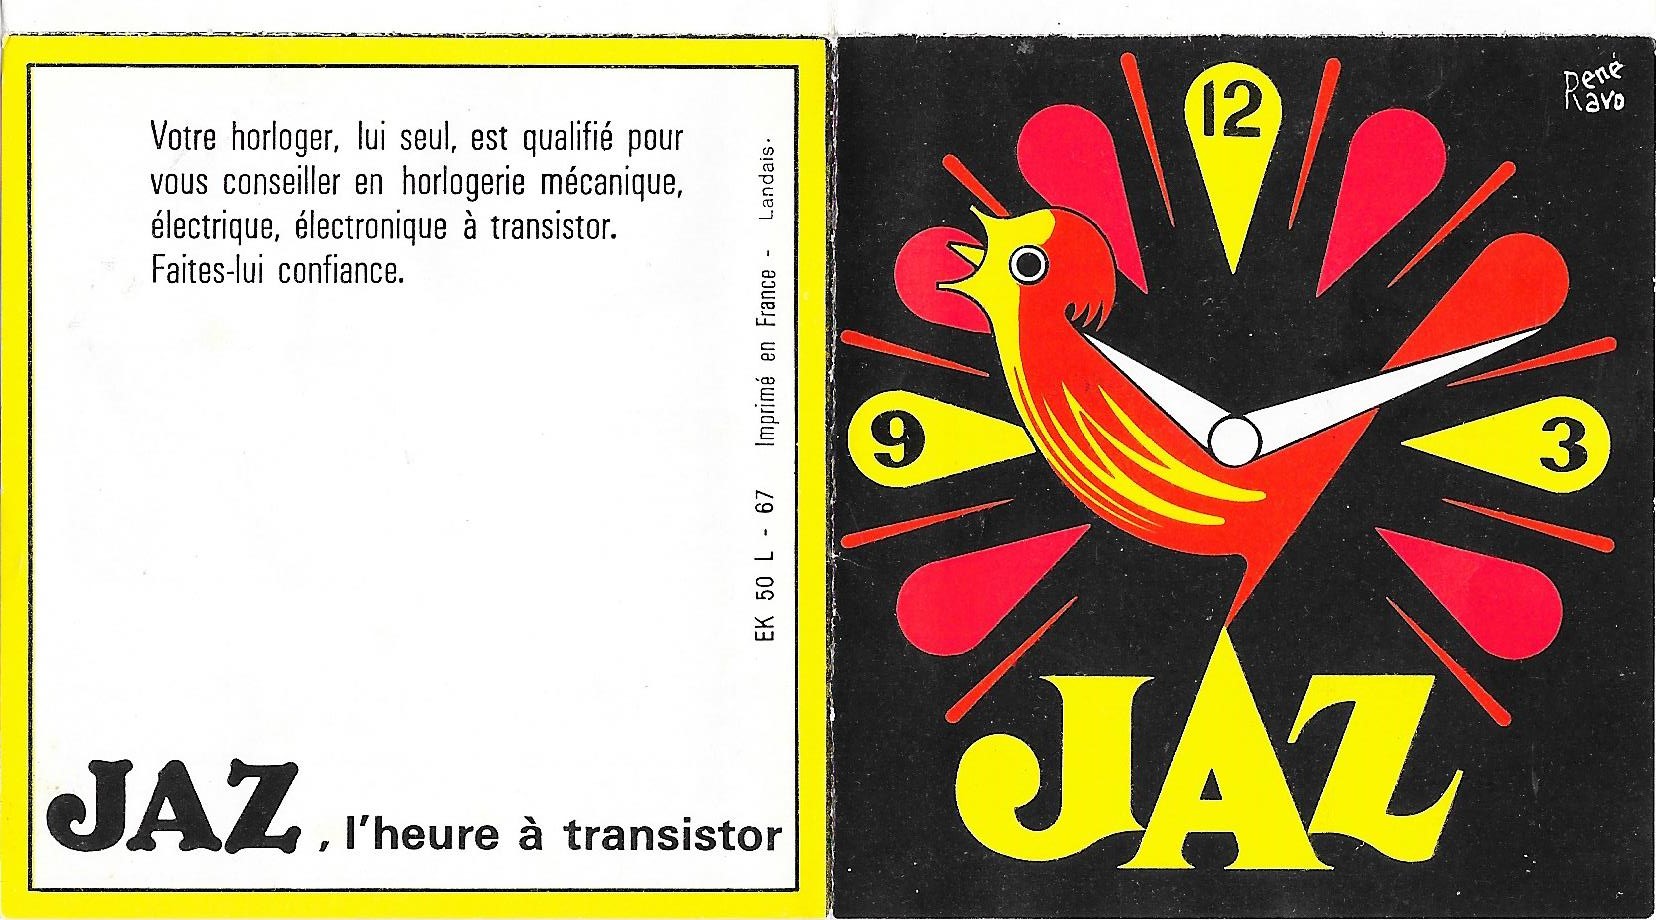 Votre horloger, lui seul, est qualifié pour
vous conseiller en horlogerie mécanique,
électrique, électronique à transistor.
Faites-lui confiance.
EK 50 L - 67 Imprimé en France - Landais.
JAZ, l'heure à transistor
René
Ravo
12
9
3
JAZ